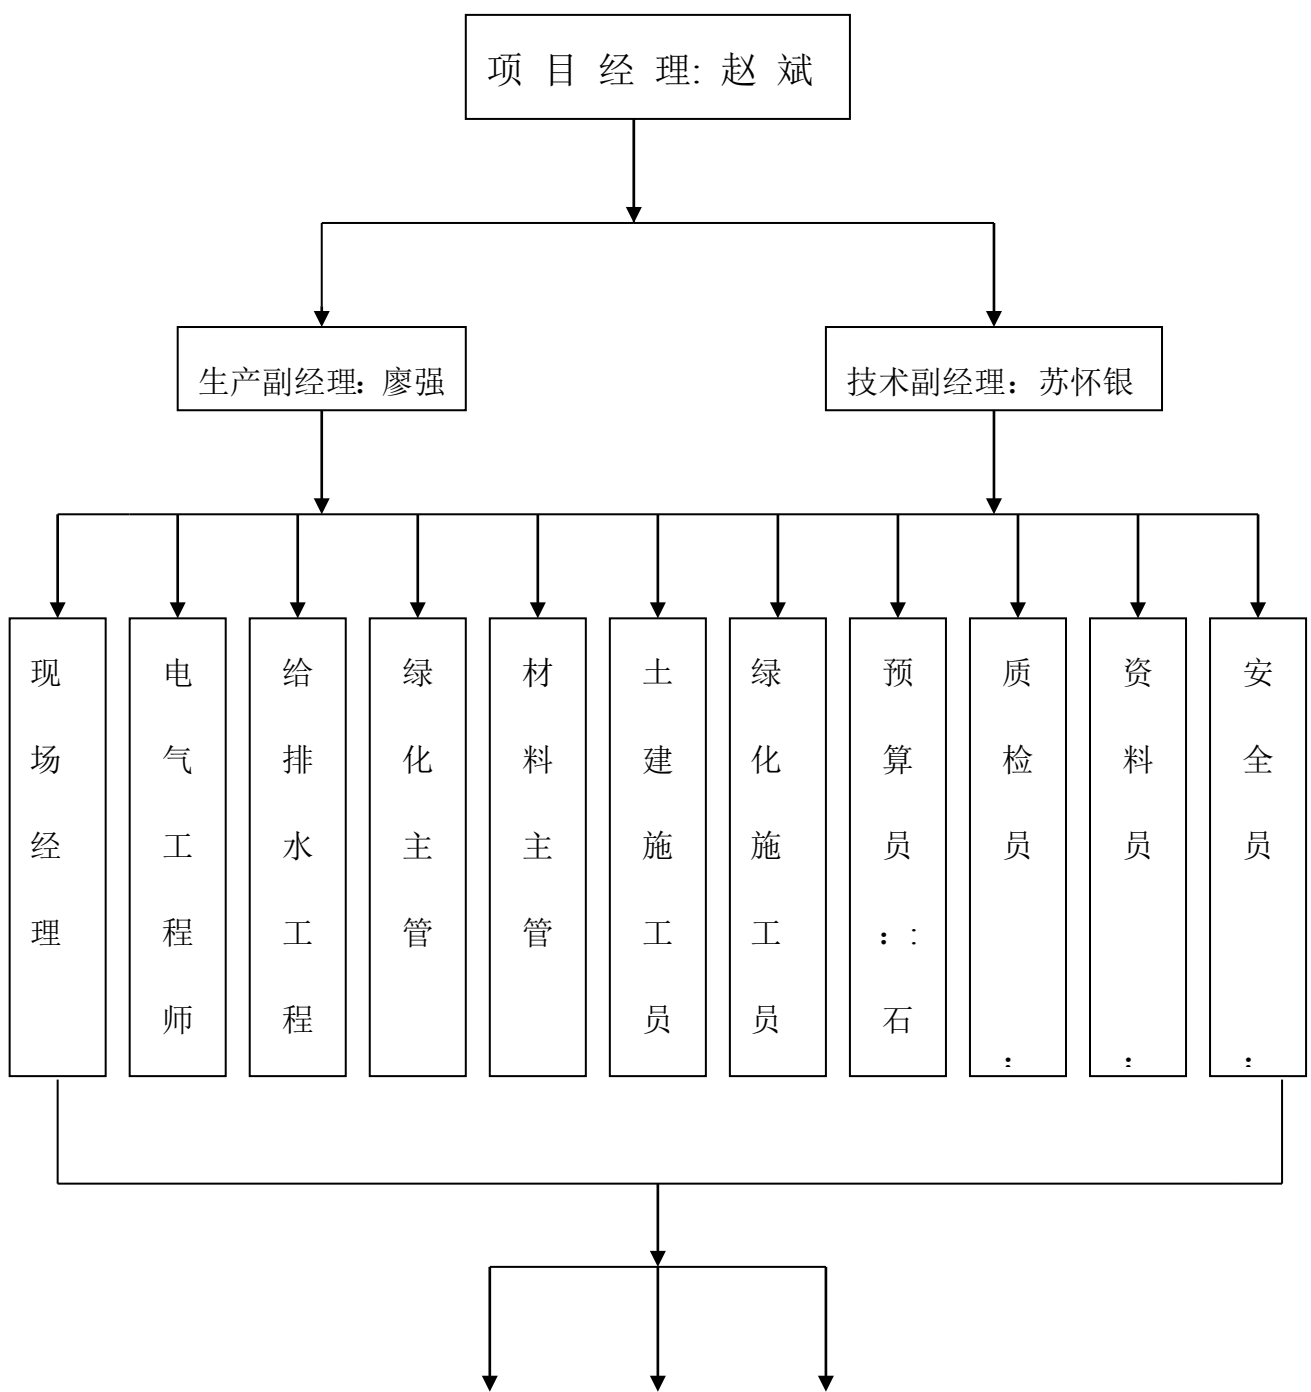 项 目 经 理: 赵 斌
生产副经理：廖强
技术副经理：苏怀银
现场经理
电气工程师
给排水工程
绿化主管
材料主管
土建施工员
绿化施工员
预算员：:石
质检员：
资料员：
安全员：